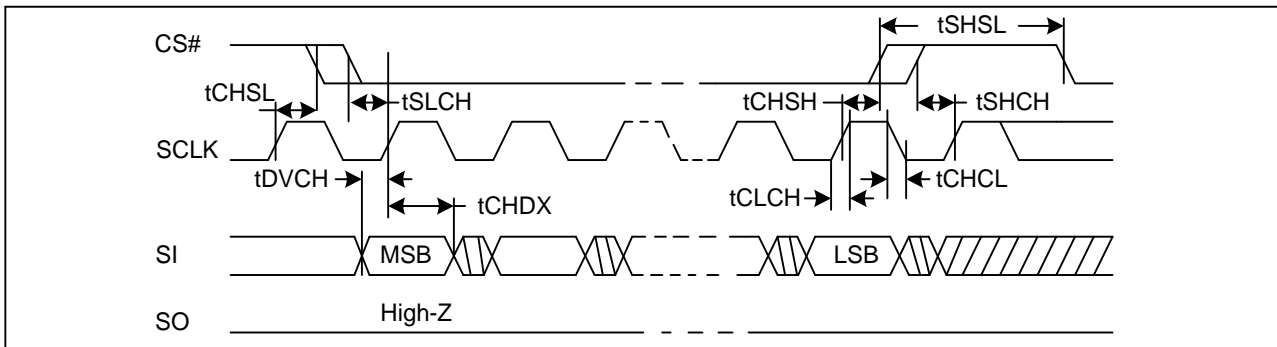 tSHSL
CS#
tCHSL
tSLCH
tCHSH
tSHCH
SCLK
tDVCH
tCHDX
tCLCH
tCHCL
SI
MSB
LSB
High-Z
SO